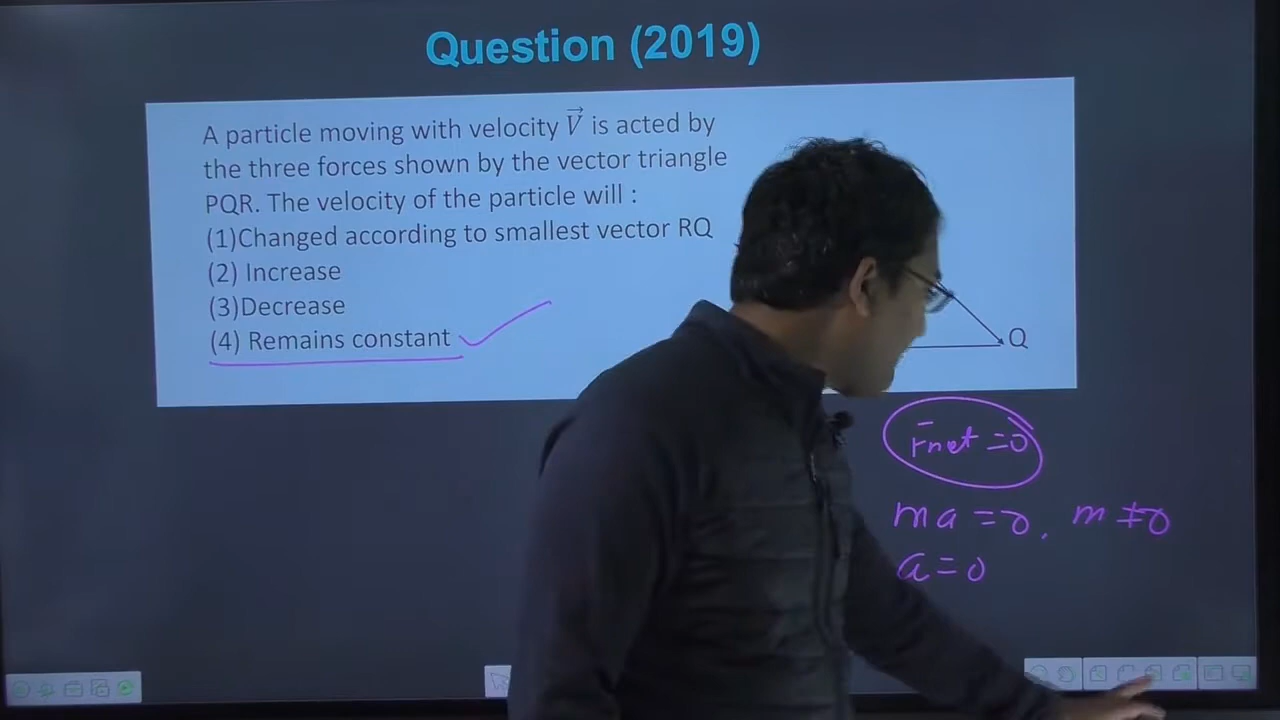 Question (2019)
A particle moving with velocity V⃗ is acted by
the three forces shown by the vector triangle
PQR. The velocity of the particle will :
(1)Changed according to smallest vector RQ
(2) Increase
(3)Decrease
(4) Remains constant
Q
Fnet = 0
ma = 0, m ≠ 0
a = 0